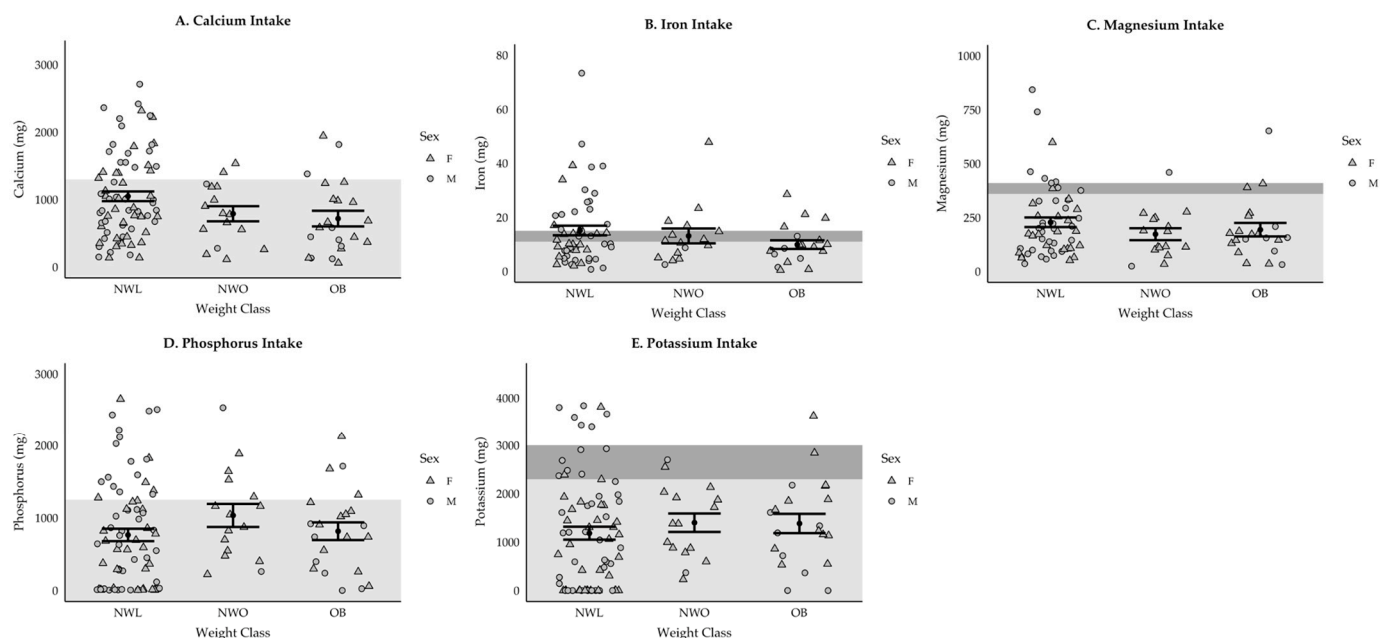 A. Calcium Intake
Calcium (mg)
3000
2000
1000
0
NWL NWO OB
Weight Class
Sex
F
M
B. Iron Intake
Iron (mg)
80
60
40
20
0
NWL NWO OB
Weight Class
Sex
F
M
C. Magnesium Intake
Magnesium (mg)
1000
750
500
250
0
NWL NWO OB
Weight Class
Sex
F
M
D. Phosphorus Intake
Phosphorus (mg)
3000
2000
1000
0
NWL NWO OB
Weight Class
Sex
F
M
E. Potassium Intake
Potassium (mg)
4000
3000
2000
1000
0
NWL NWO OB
Weight Class
Sex
F
M